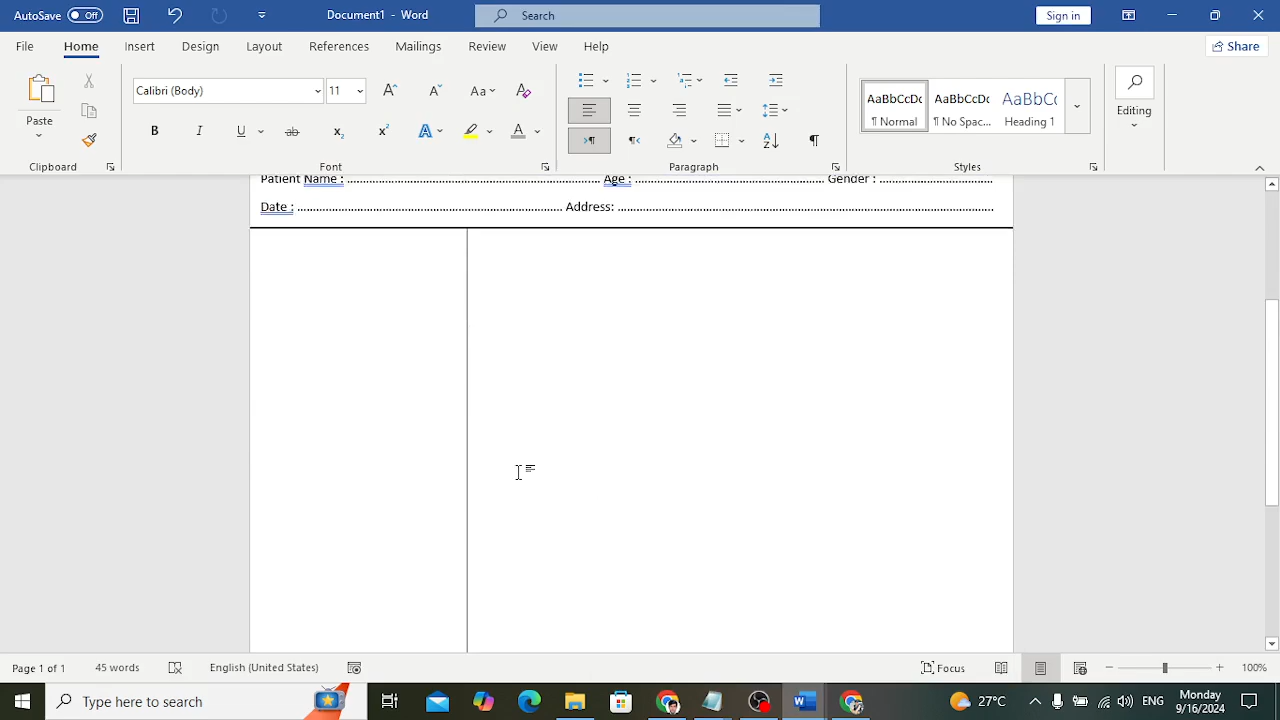 AutoSave Off
Document1 - Word
Search
Sign in
File Home Insert Design Layout References Mailings Review View Help
Share
Paste
Clipboard
Calibri (Body) 11
Font
Paragraph
AaBbCcDc AaBbCcDc AaBbCc
¶ Normal ¶ No Spac... Heading 1
Styles
Editing
Patient Name : .................... Age : .................... Gender : ....................
Date : .................... Address: ....................
Page 1 of 1 45 words English (United States)
Focus
100%
Type here to search
27°C
ENG
Monday
9/16/2024